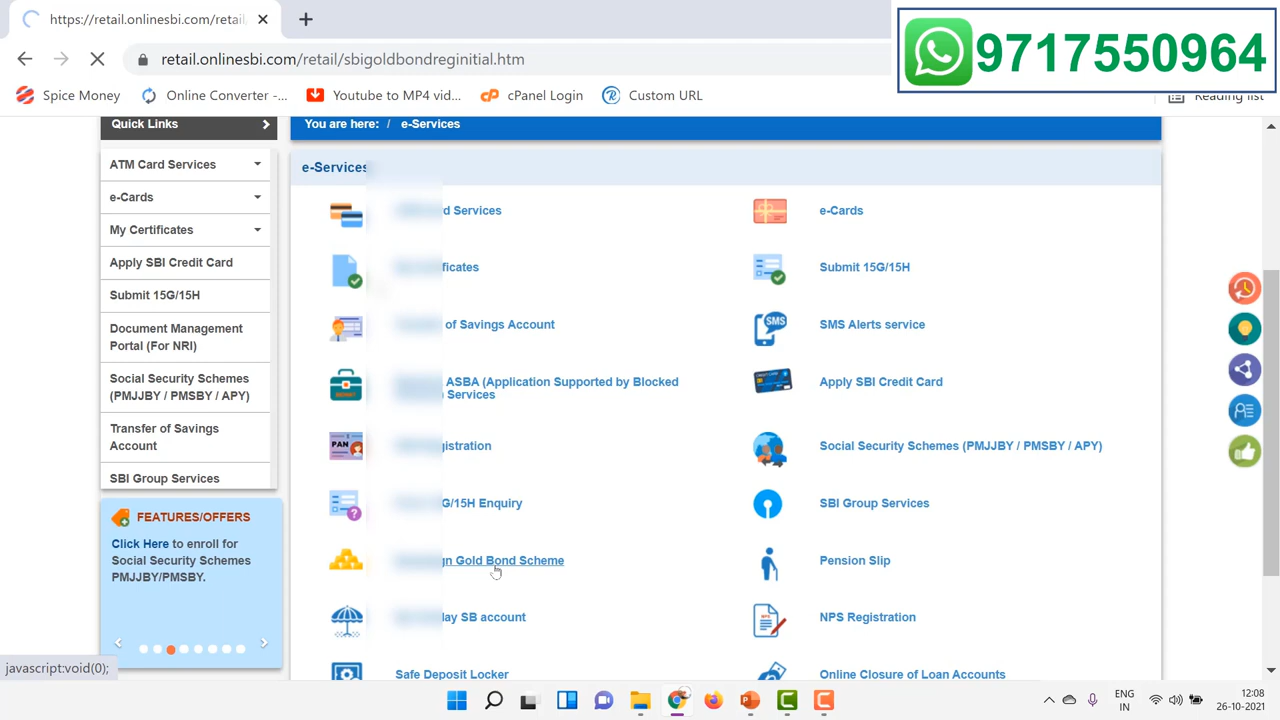 https://retail.onlinesbi.com/retail
9717550964
retail.onlinesbi.com/retail/sbigoldbondreginitial.htm
Spice Money
Online Converter -...
Youtube to MP4 vid...
cPanel Login
Custom URL
Reading list
Quick Links
You are here: / e-Services
ATM Card Services
e-Cards
My Certificates
Apply SBI Credit Card
Submit 15G/15H
Document Management
Portal (For NRI)
Social Security Schemes
(PMJJBY / PMSBY / APY)
Transfer of Savings
Account
SBI Group Services
FEATURES/OFFERS
Click Here to enroll for
Social Security Schemes
PMJJBY/PMSBY.
e-Services
Services
e-Cards
Submit 15G/15H
of Savings Account
SMS Alerts service
SMS
ASBA (Application Supported by Blocked
Services
Apply SBI Credit Card
PAN
Social Security Schemes (PMJJBY / PMSBY / APY)
Enquiry
SBI Group Services
Gold Bond Scheme
Pension Slip
SB account
NPS
NPS Registration
Safe Deposit Locker
Online Closure of Loan Accounts
javascript:void(0);
ENG
IN
12:08
26-10-2021